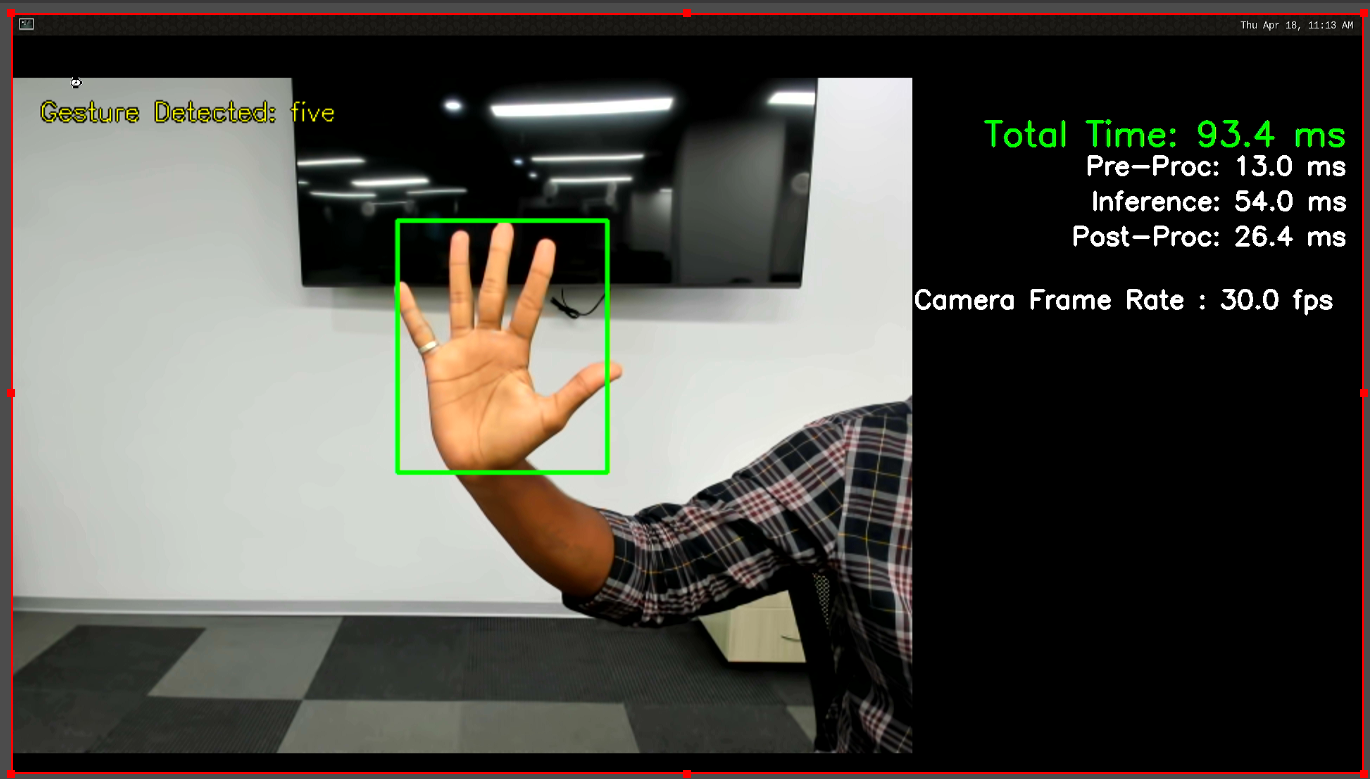 Thu Apr 18, 11:13 AM
Gesture Detected: five
Total Time: 93.4 ms
Pre-Proc: 13.0 ms
Inference: 54.0 ms
Post-Proc: 26.4 ms
Camera Frame Rate : 30.0 fps